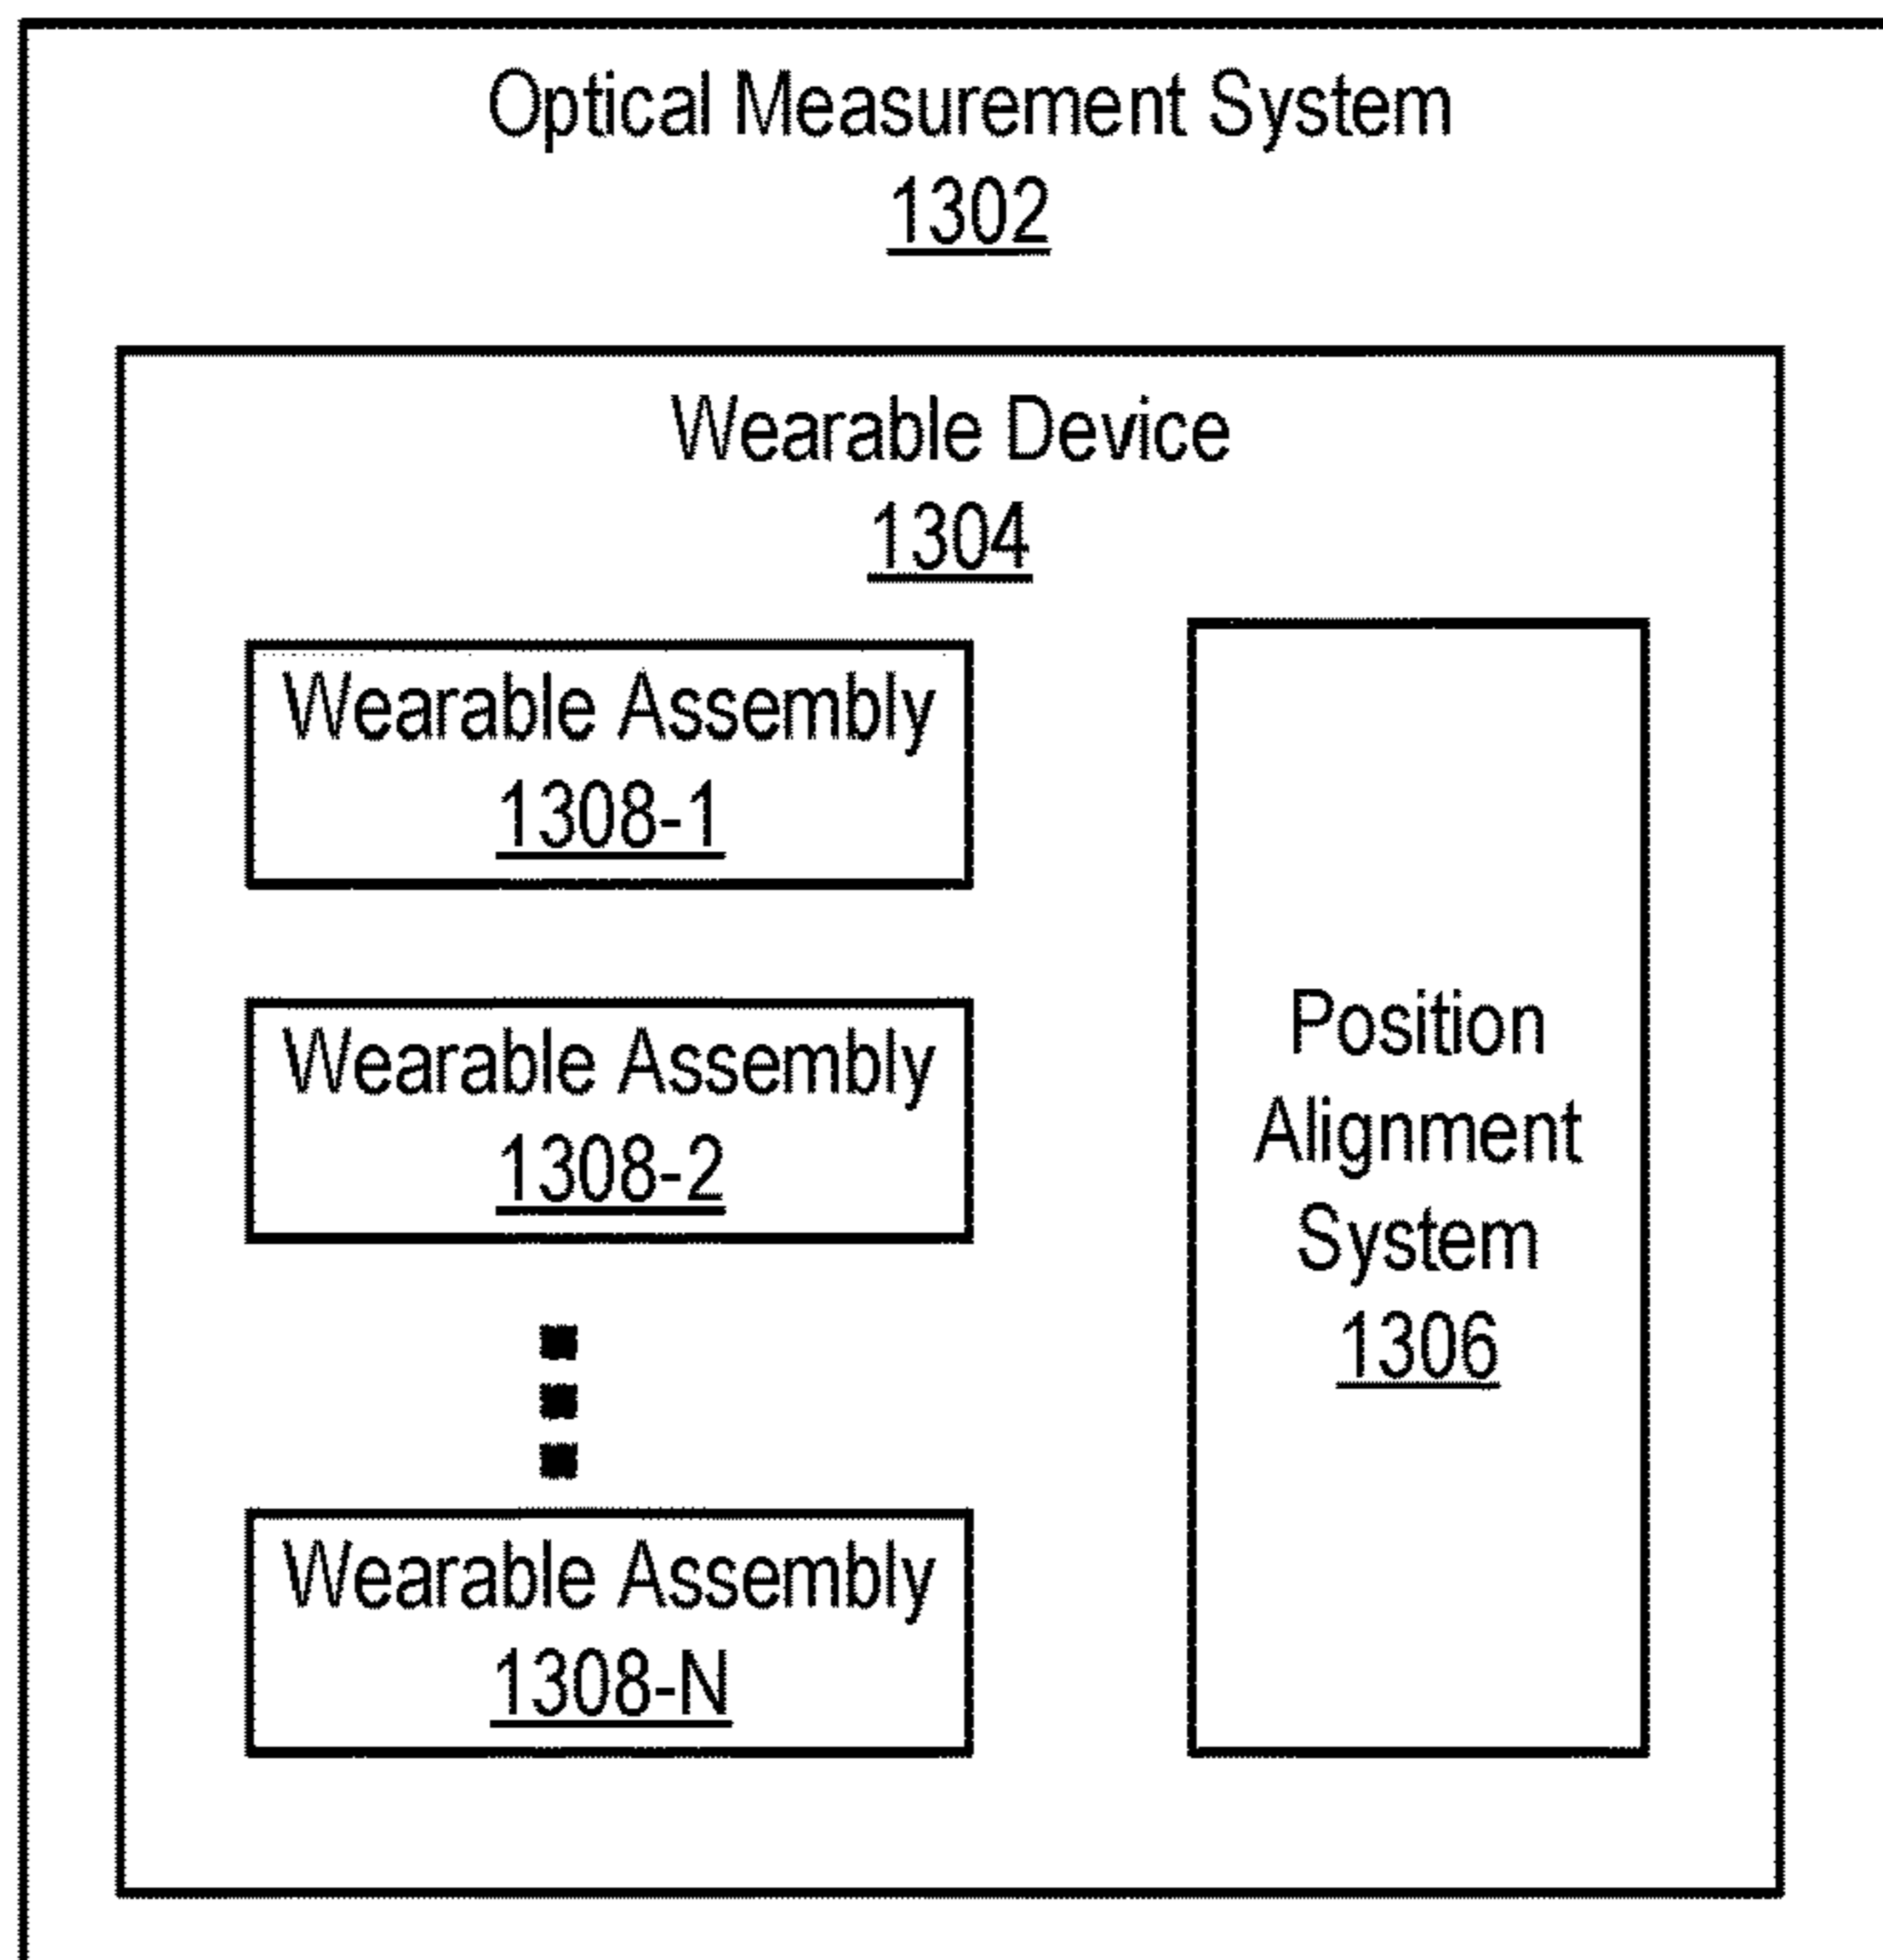 Optical Measurement System
1302
Wearable Device
1304
Wearable Assembly
1308-1
Wearable Assembly
1308-2
Wearable Assembly
1308-N
Position
Alignment
System
1306